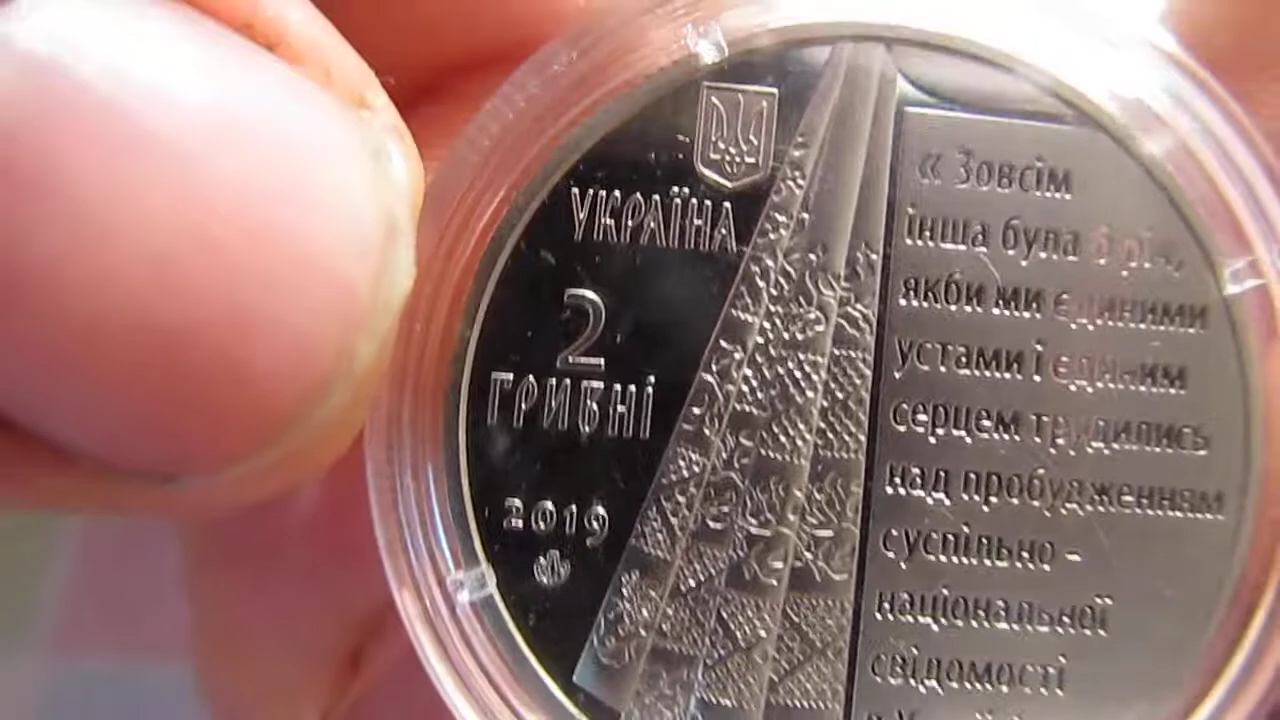 УКРАЇНА
2
ГРИВНІ
2019
« Зовсім
інша була б річ,
якби ми єдиними
устами і єдиним
серцем трудились
над пробудженням
суспільно -
національної
свідомості